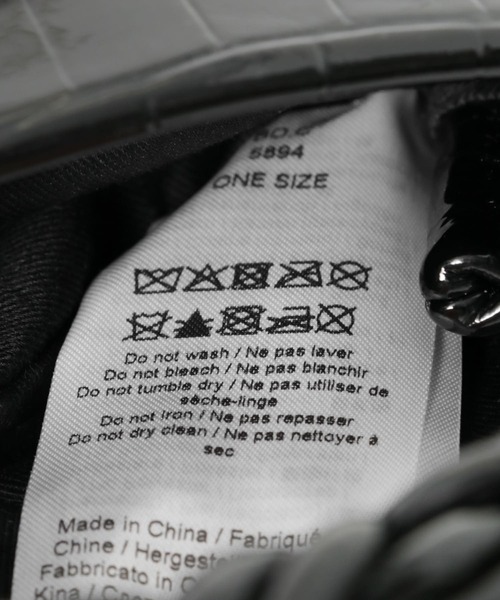 5894
ONE SIZE
Do not wash / Ne pas laver
Do not bleach / Ne pas blanchir
Do not tumble dry / Ne pas utiliser de
sèche-linge
Do not iron / Ne pas repasser
Do not dry clean / Ne pas nettoyer à
sec
Made in China / Fabriqué
Chine / Hergeste
Fabbricato in C
Kina /